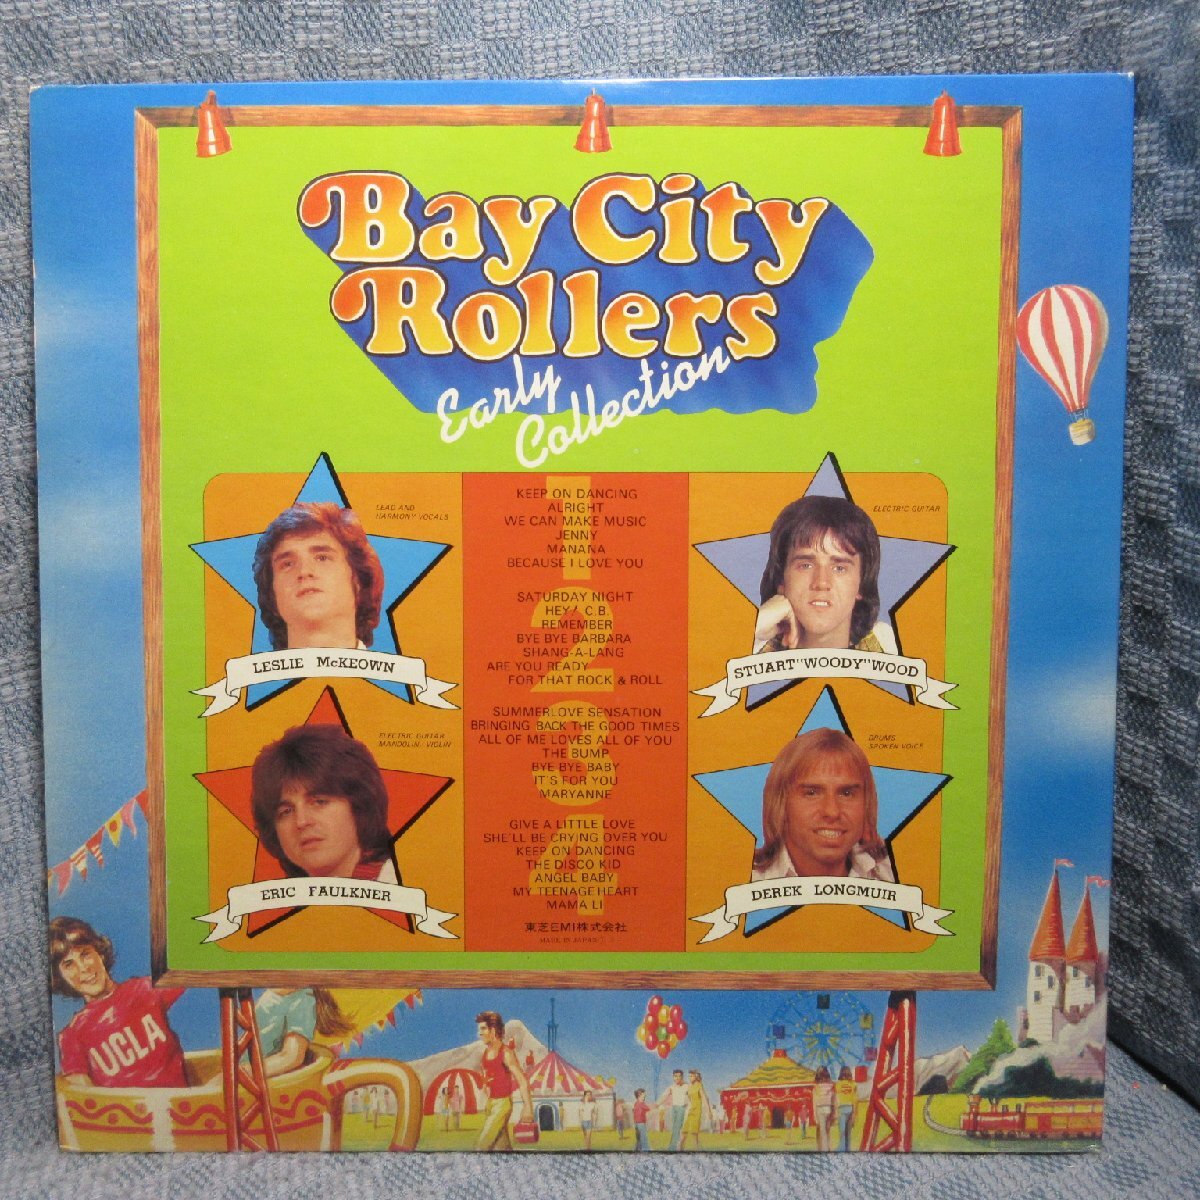 Bay City
Rollers
Early
Collection
LEAD AND
HARMONY VOCALS
LESLIE McKEOWN
ELECTRIC GUITAR
MANDOLIN, VIOLIN
ERIC FAULKNER
1
KEEP ON DANCING
ALRIGHT
WE CAN MAKE MUSIC
JENNY
MANANA
BECAUSE I LOVE YOU
2
SATURDAY NIGHT
HEY! C.B.
REMEMBER
BYE BYE BARBARA
SHANG-A-LANG
ARE YOU READY
FOR THAT ROCK & ROLL
3
SUMMERLOVE SENSATION
BRINGING BACK THE GOOD TIMES
ALL OF ME LOVES ALL OF YOU
THE BUMP
BYE BYE BABY
IT'S FOR YOU
MARYANNE
4
GIVE A LITTLE LOVE
SHE'LL BE CRYING OVER YOU
KEEP ON DANCING
THE DISCO KID
ANGEL BABY
MY TEENAGE HEART
MAMA LI
東芝EMI株式会社
MADE IN JAPAN
ELECTRIC GUITAR
STUART "WOODY" WOOD
DRUMS,
SPOKEN VOICE
DEREK LONGMUIR
UCLA